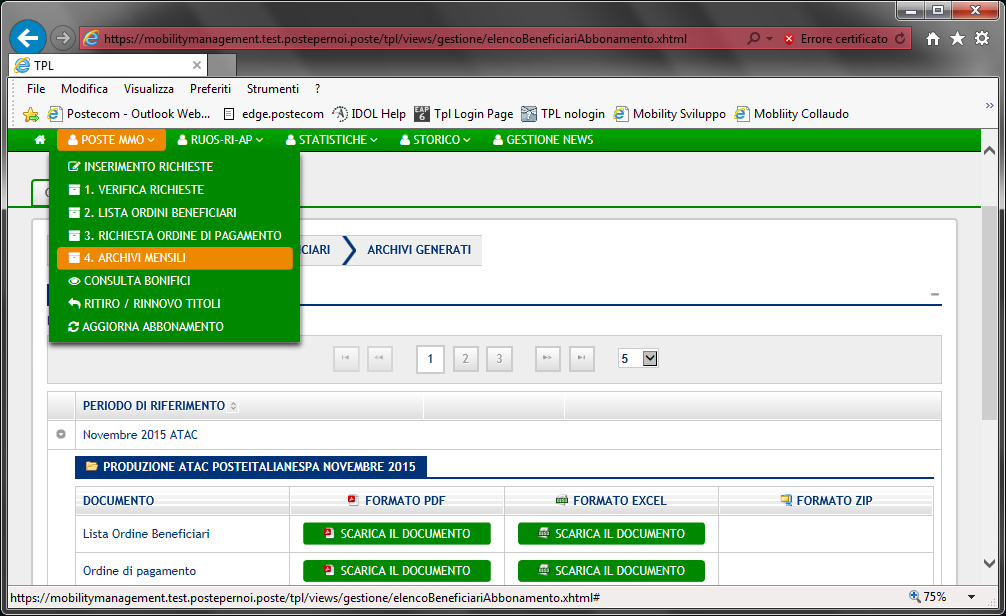 https://mobilitymanagement.test.postepernoi.poste/tpl/views/gestione/elencoBeneficiariAbbonamento.xhtml Errore certificato
TPL
File Modifica Visualizza Preferiti Strumenti ?
Postecom - Outlook Web... edge.postecom IDOL Help Tpl Login Page TPL nologin Mobility Sviluppo Mobliity Collaudo
POSTE MMO RUOS-RI-AP STATISTICHE STORICO GESTIONE NEWS
INSERIMENTO RICHIESTE
1. VERIFICA RICHIESTE
2. LISTA ORDINI BENEFICIARI
3. RICHIESTA ORDINE DI PAGAMENTO
4. ARCHIVI MENSILI
CONSULTA BONIFICI
RITIRO / RINNOVO TITOLI
AGGIORNA ABBONAMENTO
CIARI ARCHIVI GENERATI
1 2 3 5
PERIODO DI RIFERIMENTO
Novembre 2015 ATAC
PRODUZIONE ATAC POSTEITALIANESPA NOVEMBRE 2015
DOCUMENTO FORMATO PDF FORMATO EXCEL FORMATO ZIP
Lista Ordine Beneficiari SCARICA IL DOCUMENTO SCARICA IL DOCUMENTO
Ordine di pagamento SCARICA IL DOCUMENTO SCARICA IL DOCUMENTO
https://mobilitymanagement.test.postepernoi.poste/tpl/views/gestione/elencoBeneficiariAbbonamento.xhtml# 75%